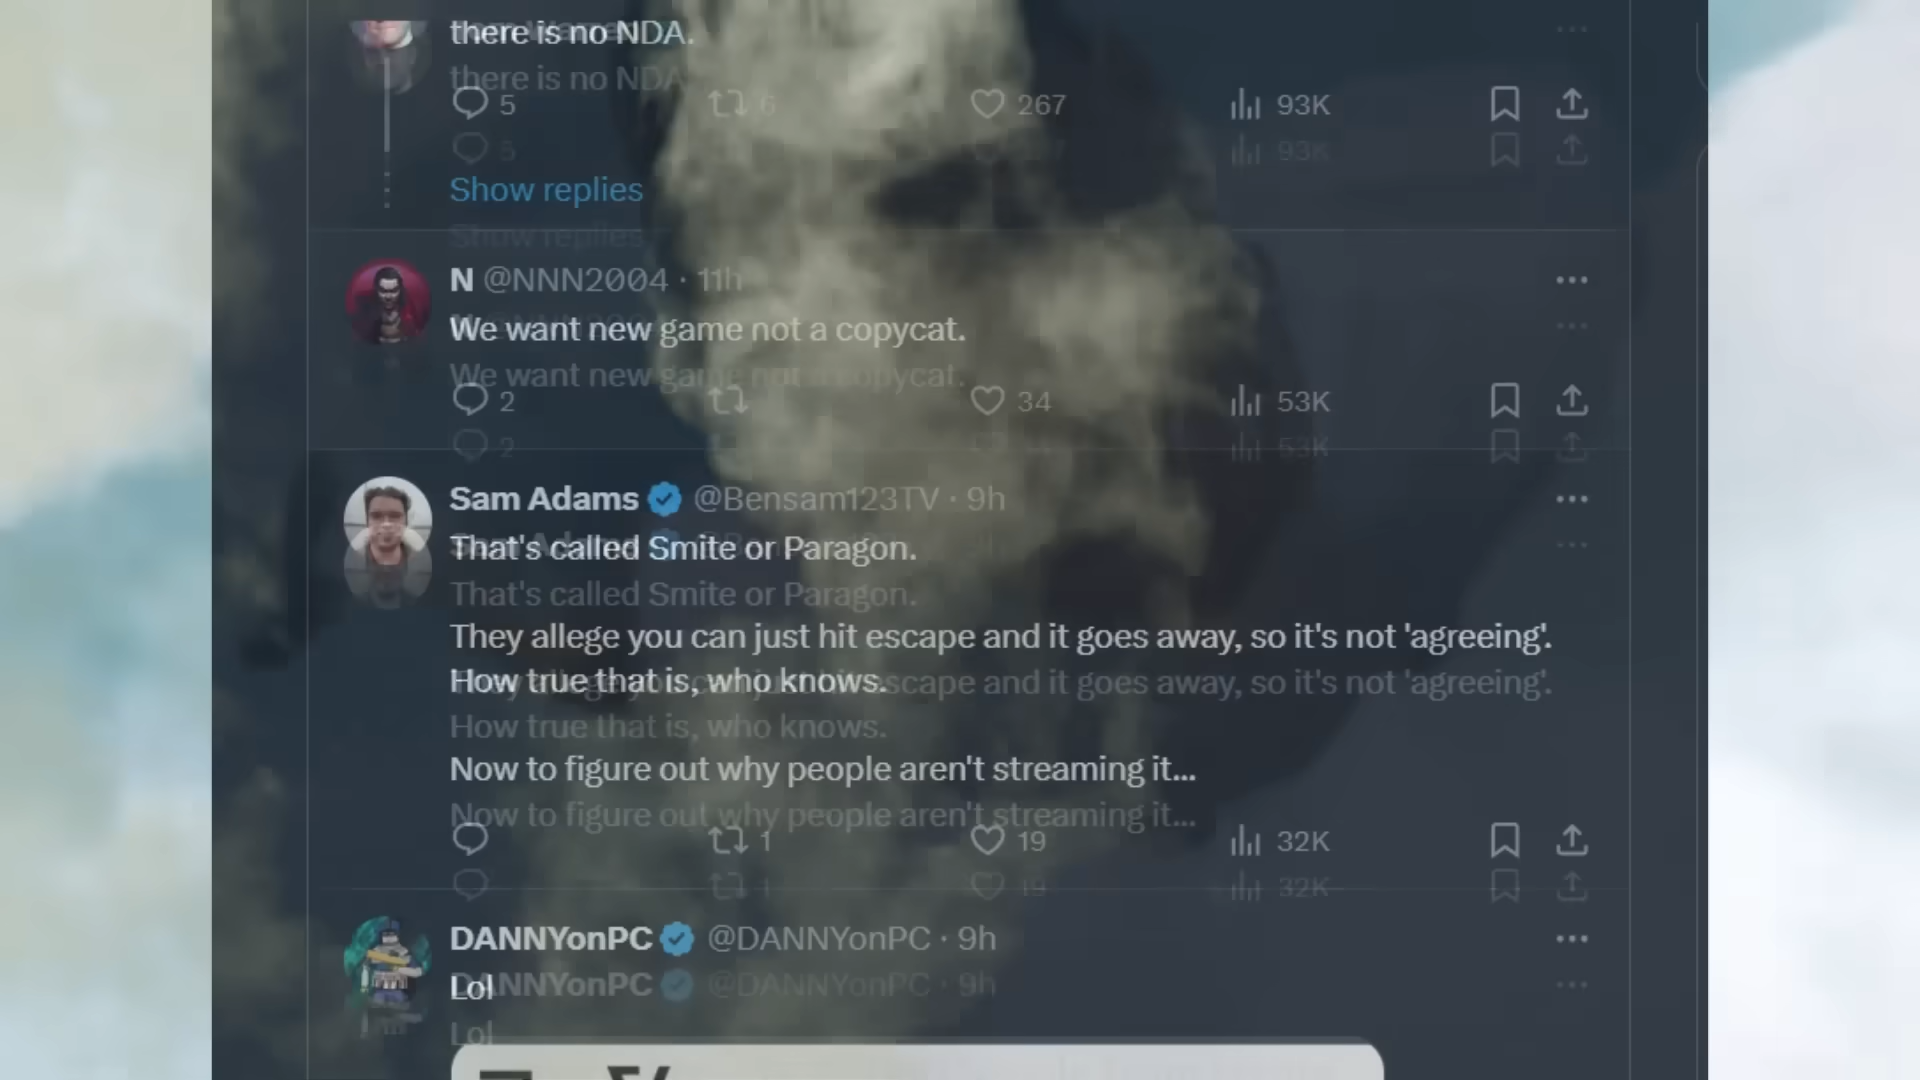 there is no NDA.
5 6 267 93K
Show replies
N @NNN2004 · 11h
We want new game not a copycat.
2 34 53K
Sam Adams @Bensam123TV · 9h
That's called Smite or Paragon.
They allege you can just hit escape and it goes away, so it's not 'agreeing'.
How true that is, who knows.
Now to figure out why people aren't streaming it...
1 19 32K
DANNYonPC @DANNYonPC · 9h
Lol